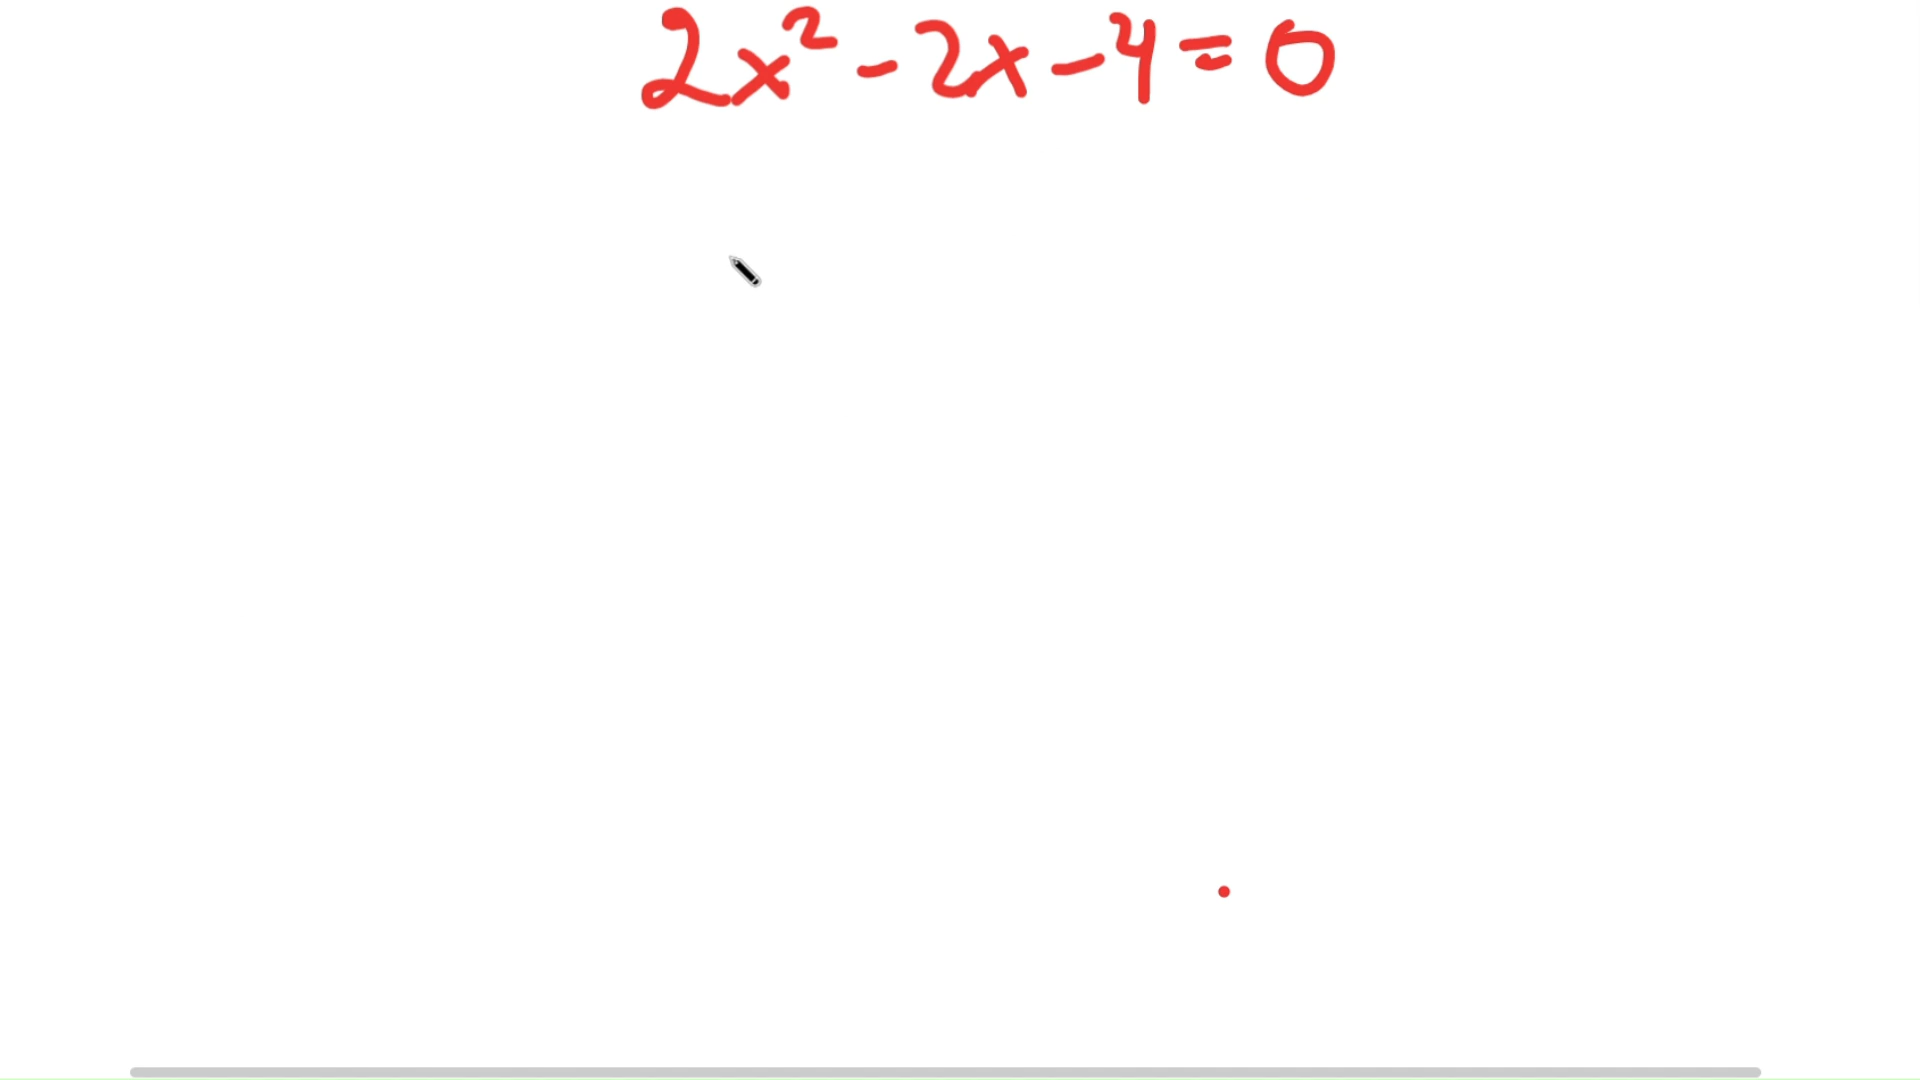 2x² - 2x - 4 = 0